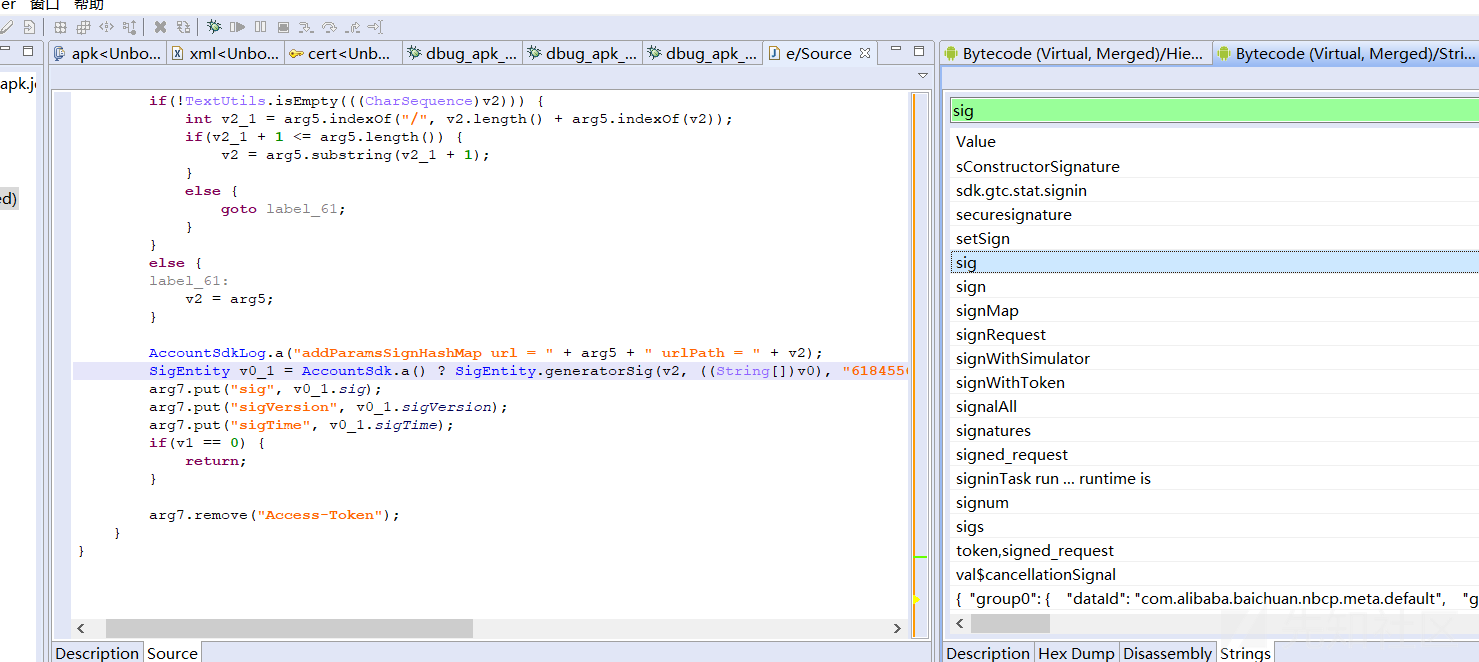 er 窗口 帮助
apk<Unbo... xml<Unbo... cert<Unb... dbug_apk_... dbug_apk_... dbug_apk_... e/Source
Bytecode (Virtual, Merged)/Hie... Bytecode (Virtual, Merged)/Stri...
apk.j
ed)
if(!TextUtils.isEmpty(((CharSequence)v2))) {
int v2_1 = arg5.indexOf("/", v2.length() + arg5.indexOf(v2));
if(v2_1 + 1 <= arg5.length()) {
v2 = arg5.substring(v2_1 + 1);
}
else {
goto label_61;
}
}
else {
label_61:
v2 = arg5;
}
AccountSdkLog.a("addParamsSignHashMap url = " + arg5 + " urlPath = " + v2);
SigEntity v0_1 = AccountSdk.a() ? SigEntity.generatorSig(v2, ((String[])v0), "618455
arg7.put("sig", v0_1.sig);
arg7.put("sigVersion", v0_1.sigVersion);
arg7.put("sigTime", v0_1.sigTime);
if(v1 == 0) {
return;
}
arg7.remove("Access-Token");
}
}
Description Source
sig
Value
sConstructorSignature
sdk.gtc.stat.signin
securesignature
setSign
sig
sign
signMap
signRequest
signWithSimulator
signWithToken
signalAll
signatures
signed_request
signinTask run ... runtime is
signum
sigs
token,signed_request
val$cancellationSignal
{ "group0": { "dataId": "com.alibaba.baichuan.nbcp.meta.default", "g
Description Hex Dump Disassembly Strings